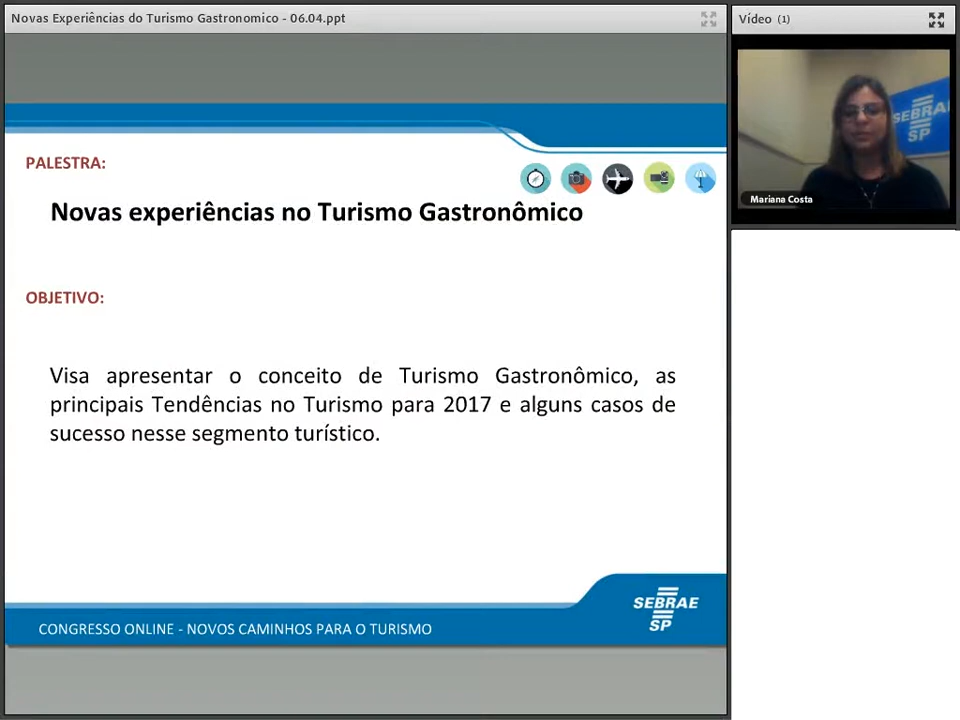 Novas Experiências do Turismo Gastronomico - 06.04.ppt
Vídeo (1)
SEBRAE
SP
Mariana Costa
PALESTRA:
Novas experiências no Turismo Gastronômico
OBJETIVO:
Visa apresentar o conceito de Turismo Gastronômico, as
principais Tendências no Turismo para 2017 e alguns casos de
sucesso nesse segmento turístico.
SEBRAE
SP
CONGRESSO ONLINE - NOVOS CAMINHOS PARA O TURISMO